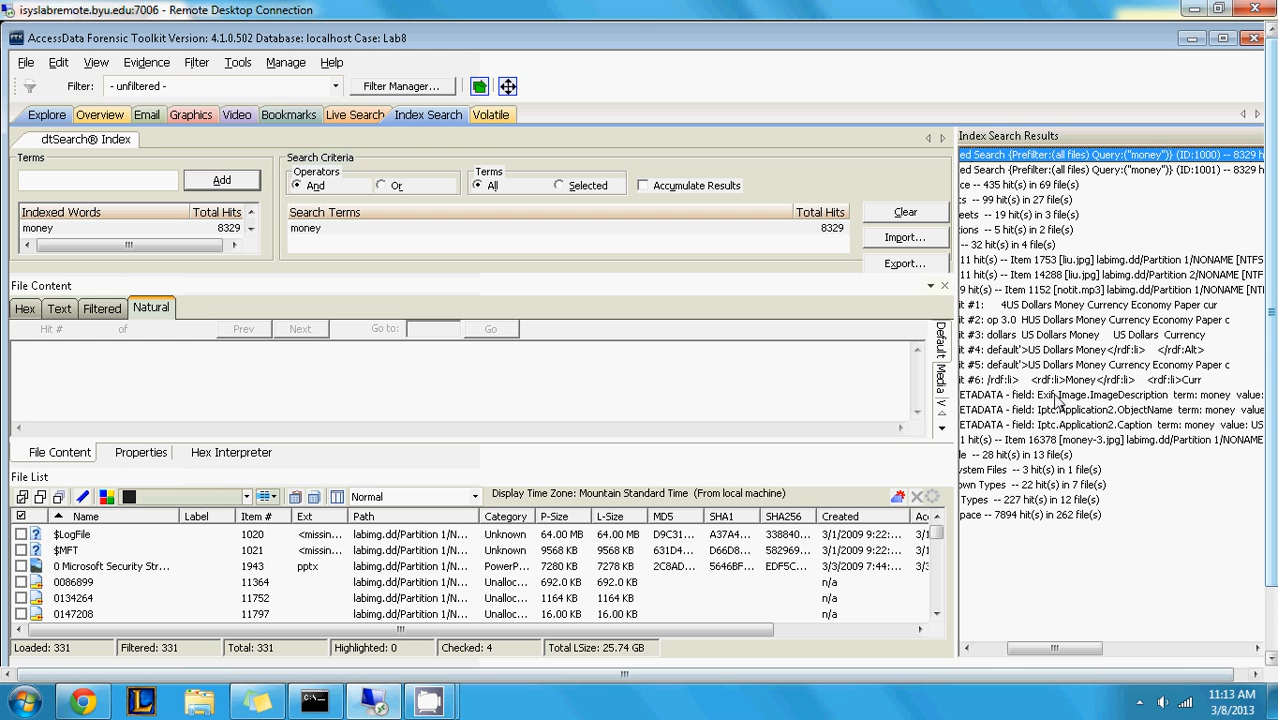 isyslabremote.byu.edu:7006 - Remote Desktop Connection
AccessData Forensic Toolkit Version: 4.1.0.502 Database: localhost Case: Lab8
File Edit View Evidence Filter Tools Manage Help
Filter: - unfiltered - Filter Manager...
Explore Overview Email Graphics Video Bookmarks Live Search Index Search Volatile
dtSearch® Index
Terms
Add
Indexed Words Total Hits
money 8329
Search Criteria
Operators
And Or
Terms
All Selected
Accumulate Results
Search Terms Total Hits
money 8329
Clear
Import...
Export...
File Content
Hex Text Filtered Natural
Hit # of Prev Next Go to: Go
Default
Media
File Content Properties Hex Interpreter
Index Search Results
ed Search {Prefilter:(all files) Query:("money")} (ID:1000) -- 8329 h
ed Search {Prefilter:(all files) Query:("money")} (ID:1001) -- 8329 h
ce -- 435 hit(s) in 69 file(s)
s -- 99 hit(s) in 27 file(s)
eets -- 19 hit(s) in 3 file(s)
ions -- 5 hit(s) in 2 file(s)
-- 32 hit(s) in 4 file(s)
11 hit(s) -- Item 1753 [liu.jpg] labimg.dd/Partition 1/NONAME [NTFS
11 hit(s) -- Item 14288 [liu.jpg] labimg.dd/Partition 2/NONAME [NTF
9 hit(s) -- Item 1152 [notit.mp3] labimg.dd/Partition 1/NONAME [NTF
it #1: 4US Dollars Money Currency Economy Paper cur
it #2: op 3.0 HUS Dollars Money Currency Economy Paper c
it #3: dollars US Dollars Money US Dollars Currency
it #4: default'>US Dollars Money</rdf:li> </rdf:Alt>
it #5: default'>US Dollars Money Currency Economy Paper c
it #6: /rdf:li> <rdf:li>Money</rdf:li> <rdf:li>Curr
ETADATA - field: Exif.Image.ImageDescription term: money value:
ETADATA - field: Iptc.Application2.ObjectName term: money value
ETADATA - field: Iptc.Application2.Caption term: money value: US
1 hit(s) -- Item 16378 [money-3.jpg] labimg.dd/Partition 1/NONAME
le -- 28 hit(s) in 13 file(s)
ystem Files -- 3 hit(s) in 1 file(s)
own Types -- 22 hit(s) in 7 file(s)
Types -- 227 hit(s) in 12 file(s)
pace -- 7894 hit(s) in 262 file(s)
File List
Normal Display Time Zone: Mountain Standard Time (From local machine)
Name Label Item # Ext Path Category P-Size L-Size MD5 SHA1 SHA256 Created Acc
$LogFile 1020 <missin... labimg.dd/Partition 1/N... Unknown 64.00 MB 64.00 MB D9C31... A37A4... 338840... 3/1/2009 9:22:... 3/1
$MFT 1021 <missin... labimg.dd/Partition 1/N... Unknown 9568 KB 9568 KB 631D4... D66D8... 582969... 3/1/2009 9:22:... 3/1
0 Microsoft Security Str... 1943 pptx labimg.dd/Partition 1/N... PowerP... 7280 KB 7278 KB 2C8AD... 5646BF... EDF5C... 3/3/2009 7:44:... 3/3
0086899 11364 labimg.dd/Partition 1/N... Unalloc... 692.0 KB 692.0 KB n/a
0134264 11752 labimg.dd/Partition 1/N... Unalloc... 1164 KB 1164 KB n/a
0147208 11797 labimg.dd/Partition 1/N... Unalloc... 16.00 KB 16.00 KB n/a
Loaded: 331 Filtered: 331 Total: 331 Highlighted: 0 Checked: 4 Total LSize: 25.74 GB
11:13 AM
3/8/2013